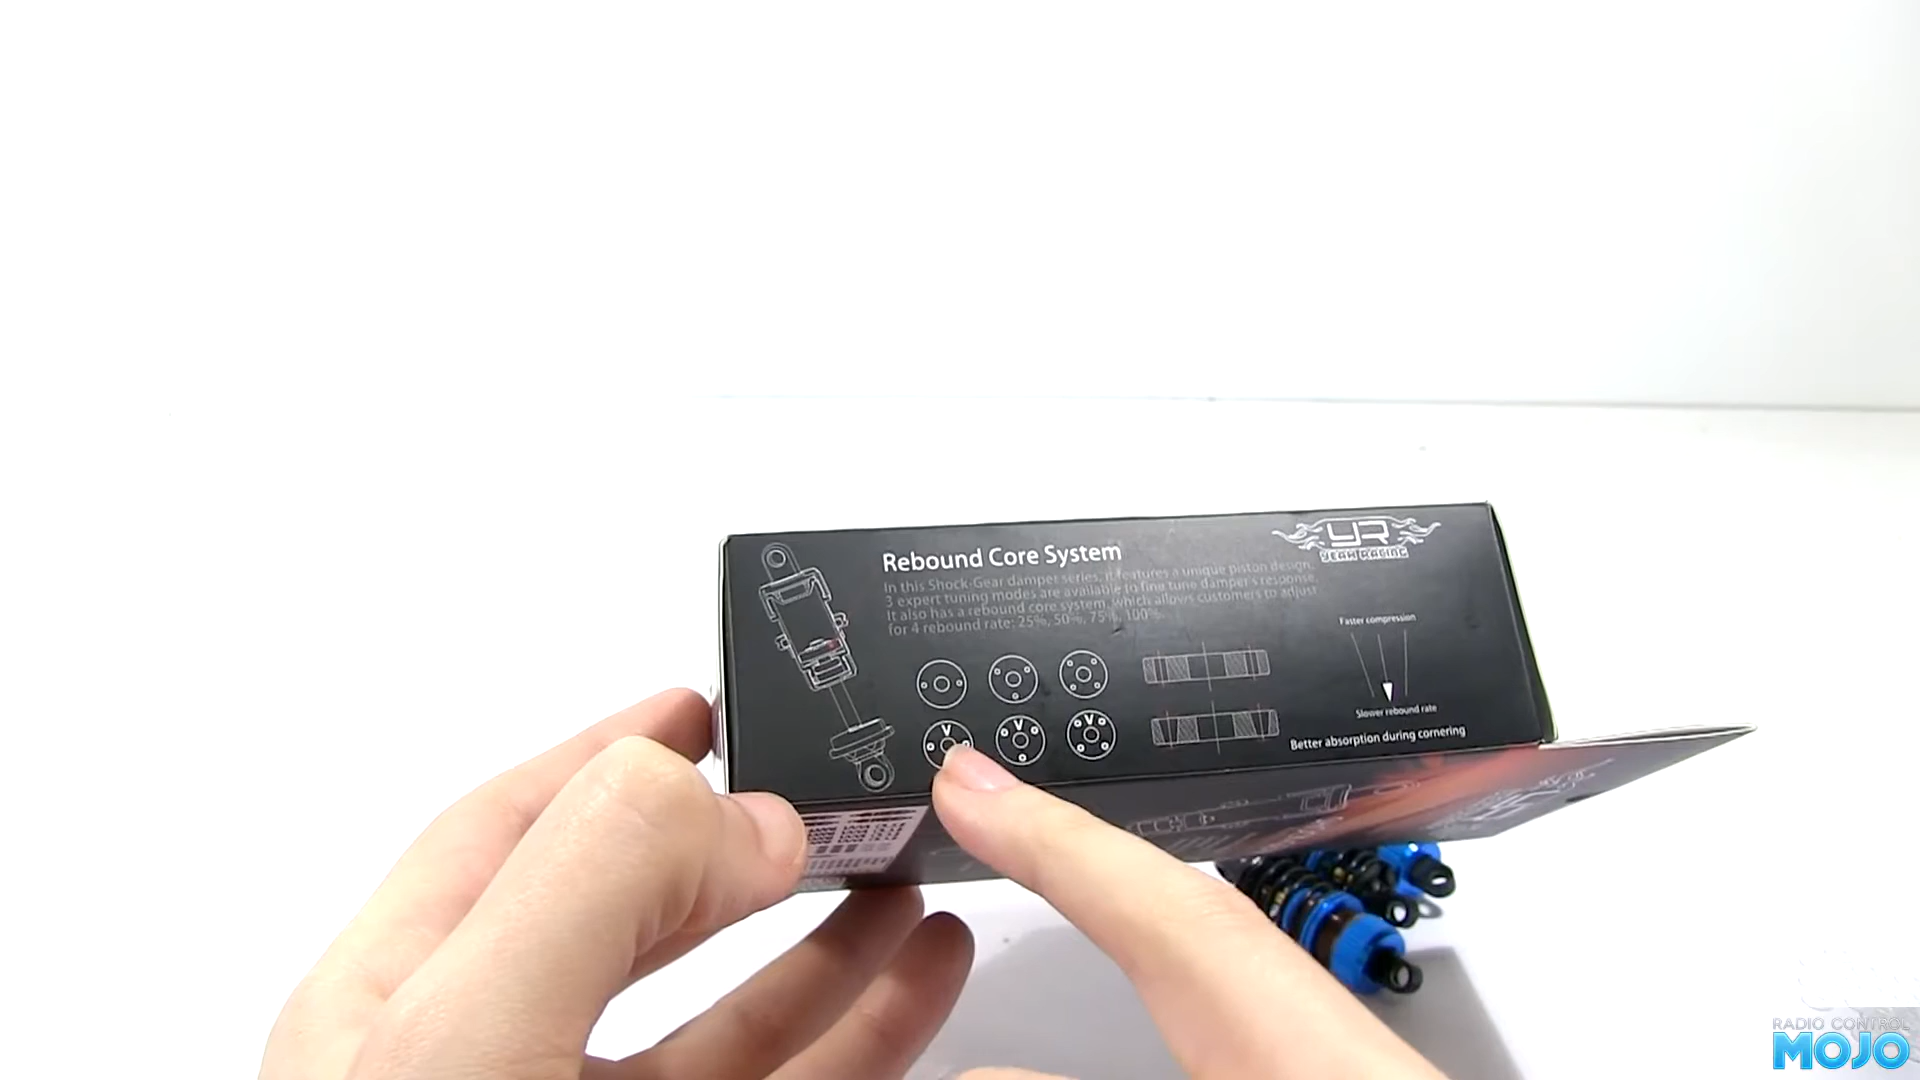 Rebound Core System
YR
YEAH RACING
In this Shock-Gear damper series, it features a unique piston design.
3 expert tuning modes are available to fine tune damper's response.
It also has a rebound core system, which allows customers to adjust
for 4 rebound rate: 25%, 50%, 75%, 100%.
Faster compression
Slower rebound rate
Better absorption during cornering
V
V
V
RADIO CONTROL
MOJO